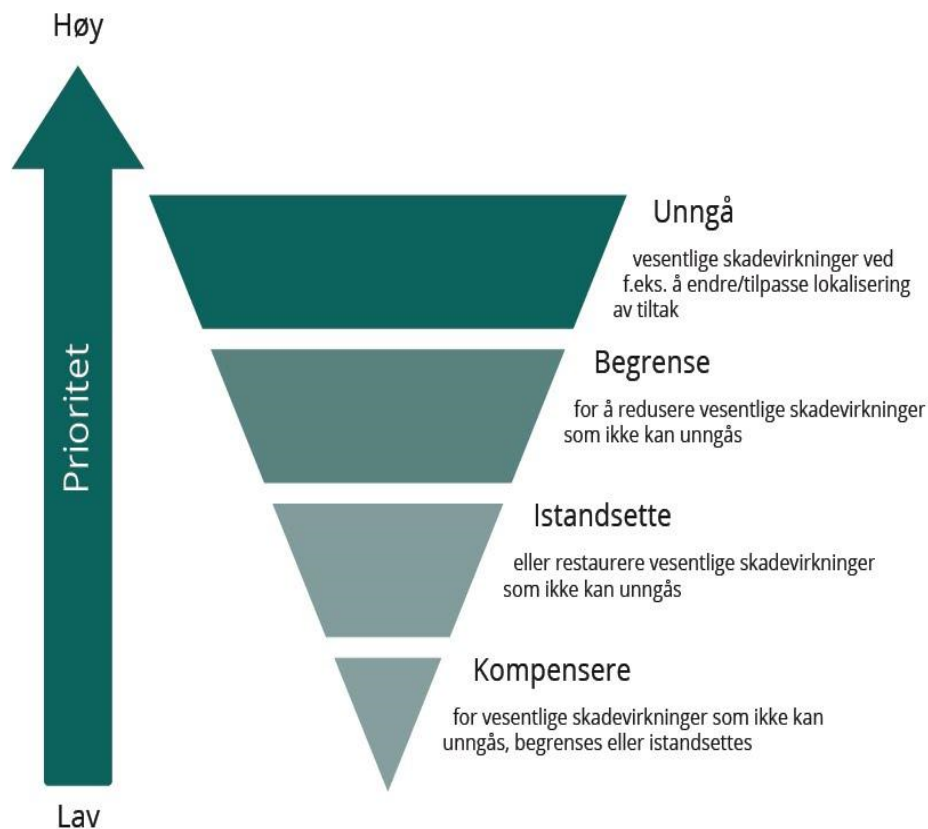 Høy
Prioritet
Lav
Unngå
vesentlige skadevirkninger ved
f.eks. å endre/tilpasse lokalisering
av tiltak
Begrense
for å redusere vesentlige skadevirkninger
som ikke kan unngås
Istandsette
eller restaurere vesentlige skadevirkninger
som ikke kan unngås
Kompensere
for vesentlige skadevirkninger som ikke kan
unngås, begrenses eller istandsettes